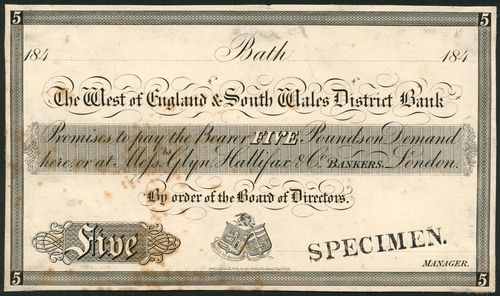 5 5
184 Bath 184
The West of England & South Wales District Bank
Promises to pay the Bearer FIVE Pounds on Demand
here, or at Mess.rs Glyn, Hallifax & Co. BANKERS, London.
By order of the Board of Directors.
Five
SPECIMEN.
MANAGER.
5 5